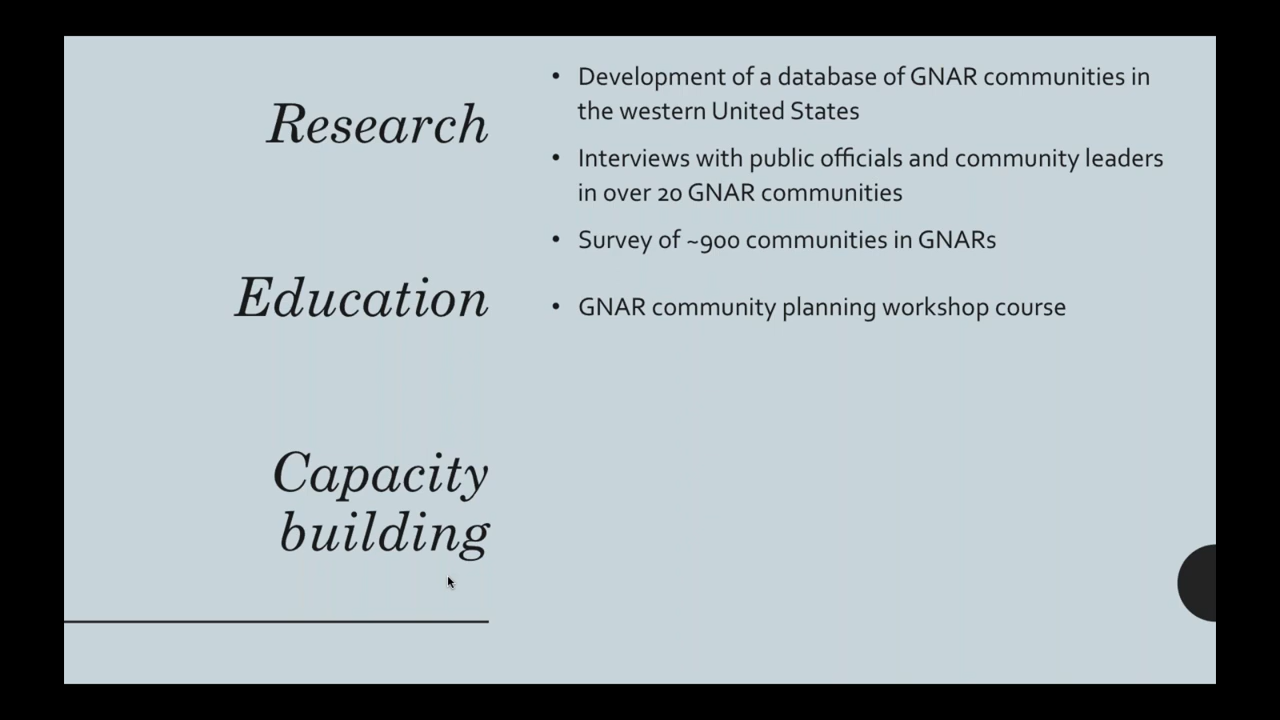 Research
• Development of a database of GNAR communities in
the western United States
• Interviews with public officials and community leaders
in over 20 GNAR communities
• Survey of ~900 communities in GNARs
Education
• GNAR community planning workshop course
Capacity
building